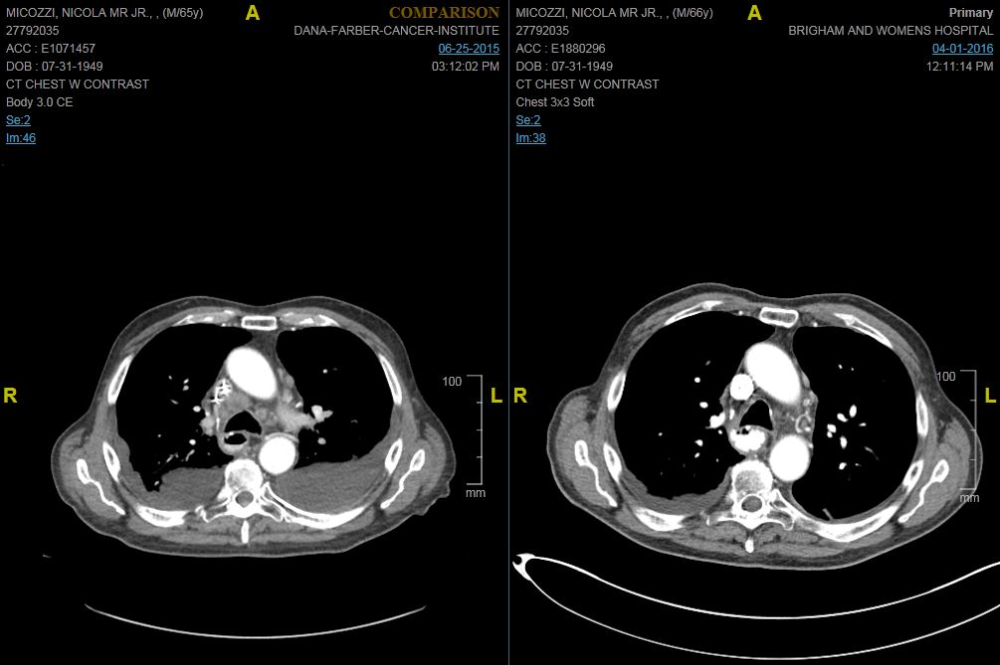 MICOZZI, NICOLA MR JR., , (M/65y)
A
COMPARISON
27792035
DANA-FARBER-CANCER-INSTITUTE
ACC : E1071457
06-25-2015
DOB : 07-31-1949
03:12:02 PM
CT CHEST W CONTRAST
Body 3.0 CE
Se:2
Im:46
R
L
100
mm
MICOZZI, NICOLA MR JR., , (M/66y)
A
Primary
27792035
BRIGHAM AND WOMENS HOSPITAL
ACC : E1880296
04-01-2016
DOB : 07-31-1949
12:11:14 PM
CT CHEST W CONTRAST
Chest 3x3 Soft
Se:2
Im:38
100
R
L
mm